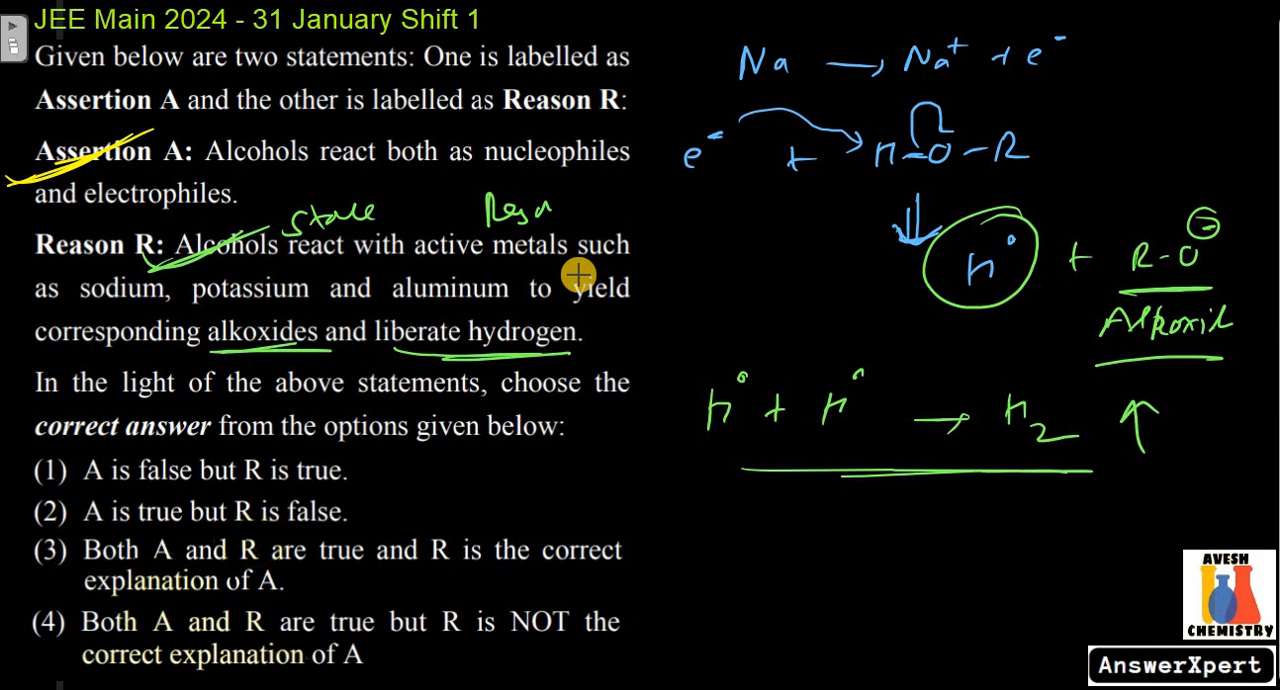 JEE Main 2024 - 31 January Shift 1
Given below are two statements: One is labelled as
Assertion A and the other is labelled as Reason R:
Assertion A: Alcohols react both as nucleophiles
and electrophiles.
Reason R: Alcohols react with active metals such
as sodium, potassium and aluminum to yield
corresponding alkoxides and liberate hydrogen.
In the light of the above statements, choose the
correct answer from the options given below:
(1) A is false but R is true.
(2) A is true but R is false.
(3) Both A and R are true and R is the correct
explanation of A.
(4) Both A and R are true but R is NOT the
correct explanation of A
Na → Na⁺ + e⁻
e⁻ + H-O-R
H° + R-O⊖
H° + H° → H₂ ↑
AVESH
CHEMISTRY
AnswerXpert